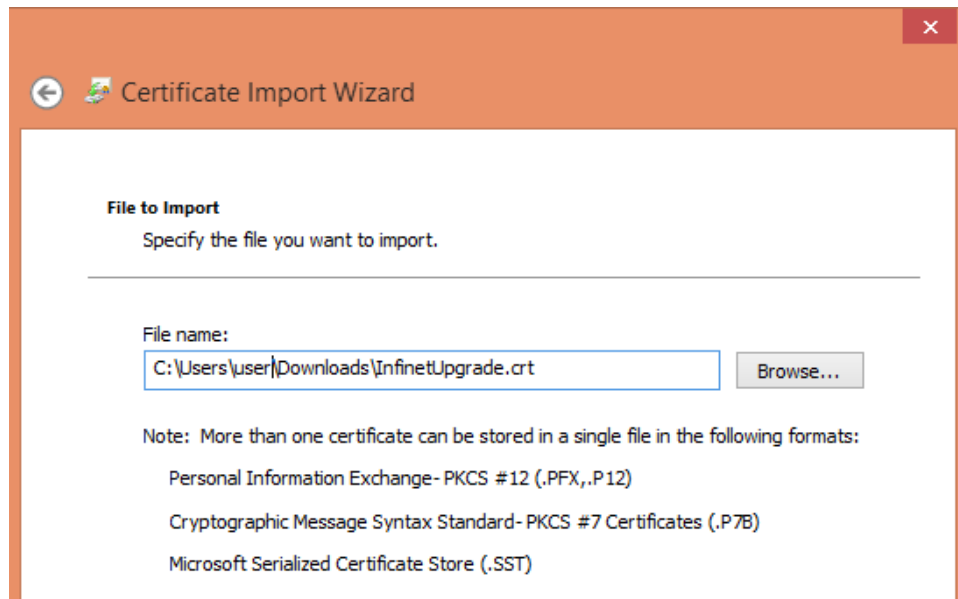 Certificate Import Wizard
File to Import
Specify the file you want to import.
File name:
C:\Users\user\Downloads\InfinetUpgrade.crt
Browse...
Note: More than one certificate can be stored in a single file in the following formats:
Personal Information Exchange- PKCS #12 (.PFX,.P12)
Cryptographic Message Syntax Standard- PKCS #7 Certificates (.P7B)
Microsoft Serialized Certificate Store (.SST)